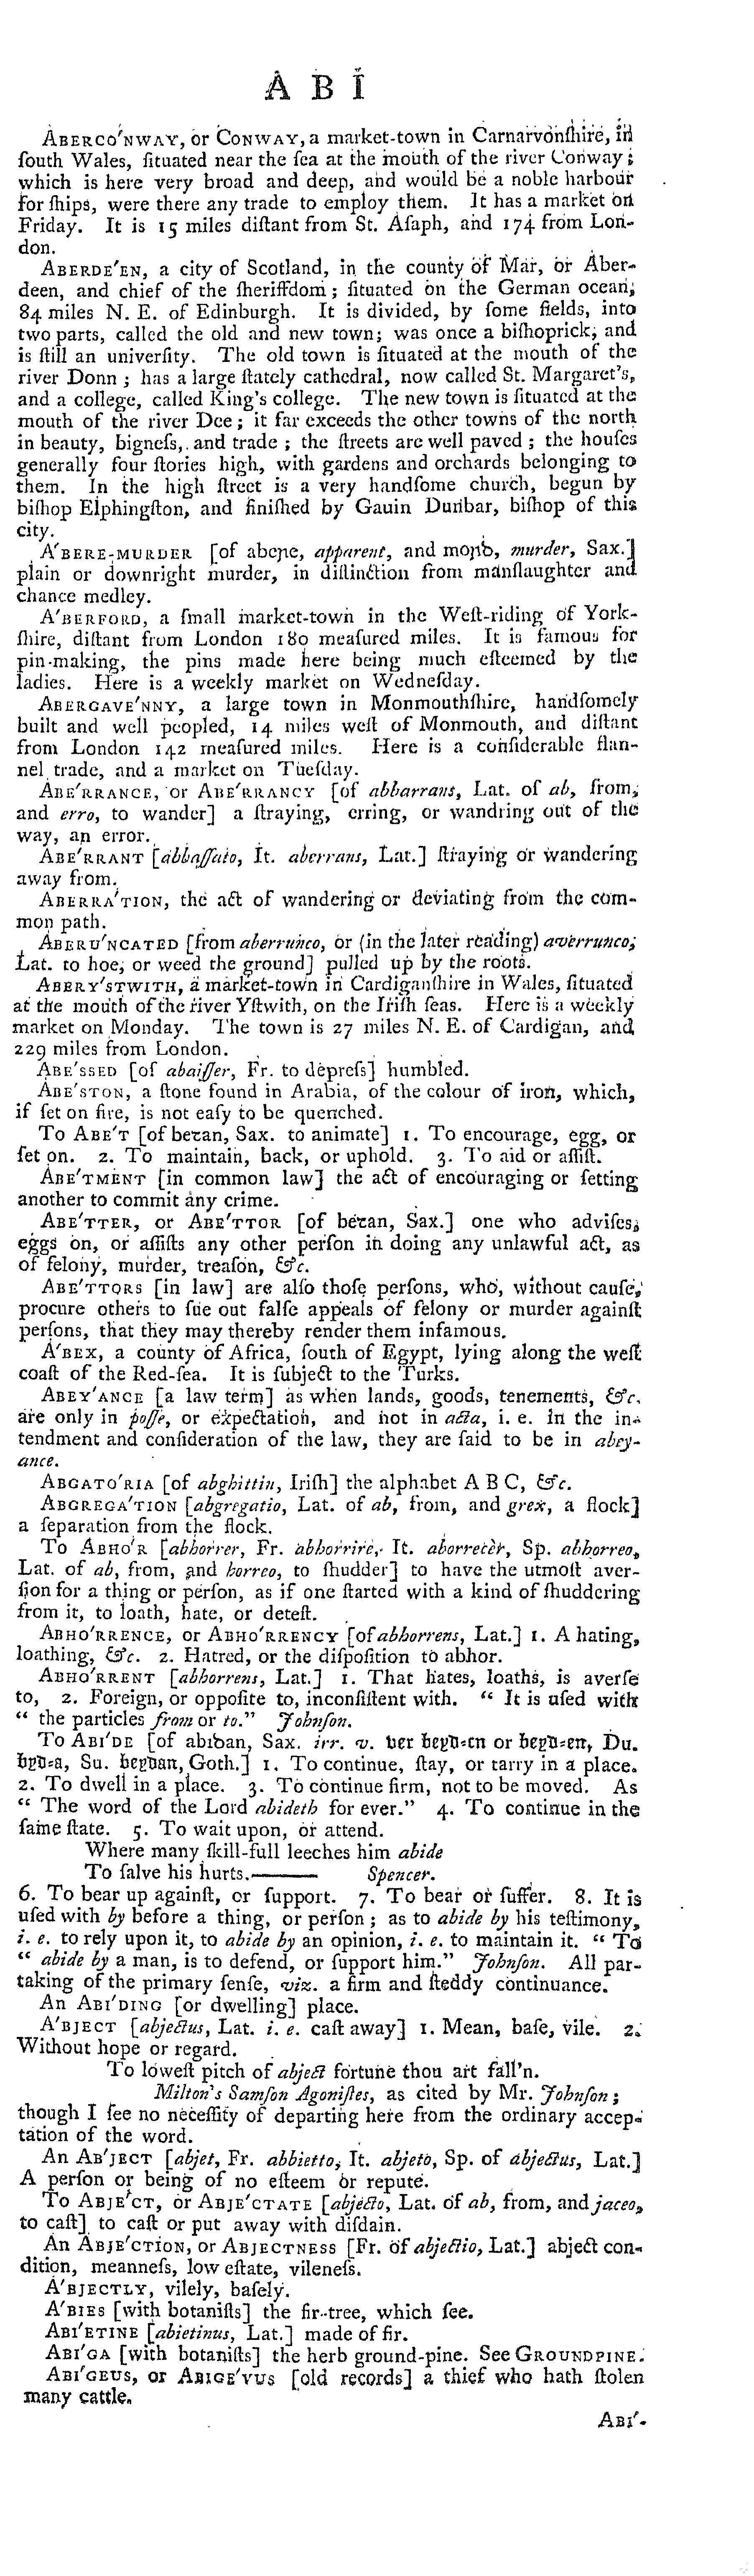 A B I
ABERCO′NWAY, or CONWAY, a market-town in Carnarvonſhire, in
ſouth Wales, ſituated near the ſea at the mouth of the river Conway;
which is here very broad and deep, and would be a noble harbour
for ſhips, were there any trade to employ them. It has a market on
Friday. It is 15 miles diſtant from St. Aſaph, and 174 from Lon-
don.
ABERDE′EN, a city of Scotland, in the county of Mar, or Aber-
deen, and chief of the ſheriffdom; ſituated on the German ocean;
84 miles N. E. of Edinburgh. It is divided, by ſome fields, into
two parts, called the old and new town; was once a biſhoprick, and
is ſtill an univerſity. The old town is ſituated at the mouth of the
river Donn; has a large ſtately cathedral, now called St. Margaret's,
and a college, called King's college. The new town is ſituated at the
mouth of the river Dee; it far exceeds the other towns of the north
in beauty, bigneſs, and trade; the ſtreets are well paved; the houſes
generally four ſtories high, with gardens and orchards belonging to
them. In the high ſtreet is a very handſome church, begun by
biſhop Elphingſton, and finiſhed by Gauin Dunbar, biſhop of this
city.
A′BERE-MURDER [of abeꞃe, apparent, and moꞃð, murder, Sax.]
plain or downright murder, in diſtinction from manſlaughter and
chance medley.
A′BERFORD, a ſmall market-town in the Weſt-riding of York-
ſhire, diſtant from London 180 meaſured miles. It is famous for
pin-making, the pins made here being much eſteemed by the
ladies. Here is a weekly market on Wedneſday.
ABERGAVE′NNY, a large town in Monmouthſhire, handſomely
built and well peopled, 14 miles weſt of Monmouth, and diſtant
from London 142 meaſured miles. Here is a conſiderable flan-
nel trade, and a market on Tueſday.
ABE′RRANCE, or ABE′RRANCY [of abbarrans, Lat. of ab, from,
and erro, to wander] a ſtraying, erring, or wandring out of the
way, an error.
ABE′RRANT [abbaſſato, It. aberrans, Lat.] ſtraying or wandering
away from.
ABERRA′TION, the act of wandering or deviating from the com-
mon path.
ABERU′NCATED [from aberrunco, or (in the later reading) averrunco;
Lat. to hoe, or weed the ground] pulled up by the roots.
ABERY′STWITH, a market-town in Cardiganſhire in Wales, ſituated
at the mouth of the river Yſtwith, on the Iriſh ſeas. Here is a weekly
market on Monday. The town is 27 miles N. E. of Cardigan, and
229 miles from London.
ABE′SSED [of abaiſſer, Fr. to depreſs] humbled.
ABE′STON, a ſtone found in Arabia, of the colour of iron, which,
if ſet on fire, is not eaſy to be quenched.
To ABE′T [of beꞇan, Sax. to animate] 1. To encourage, egg, or
ſet on. 2. To maintain, back, or uphold. 3. To aid or aſſiſt.
ABE′TMENT [in common law] the act of encouraging or ſetting
another to commit any crime.
ABE′TTER, or ABE′TTOR [of beꞇan, Sax.] one who adviſes,
eggs on, or aſſiſts any other perſon in doing any unlawful act, as
of felony, murder, treaſon, &c.
ABE′TTORS [in law] are alſo thoſe perſons, who, without cauſe,
procure others to ſue out falſe appeals of felony or murder againſt
perſons, that they may thereby render them infamous.
A′BEX, a county of Africa, ſouth of Egypt, lying along the weſt
coaſt of the Red-ſea. It is ſubject to the Turks.
ABEY′ANCE [a law term] as when lands, goods, tenements, &c.
are only in poſſe, or expectation, and not in acta, i. e. in the in-
tendment and conſideration of the law, they are ſaid to be in abey-
ance.
ABGATO′RIA [of abghittin, Iriſh] the alphabet A B C, &c.
ABGREGA′TION [abgregatio, Lat. of ab, from, and grex, a flock]
a ſeparation from the flock.
To ABHO′R [abhorrer, Fr. abhorrire, It. aborrecèr, Sp. abhorreo,
Lat. of ab, from, and horreo, to ſhudder] to have the utmoſt aver-
ſion for a thing or perſon, as if one ſtarted with a kind of ſhuddering
from it, to loath, hate, or deteſt.
ABHO′RRENCE, or ABHO′RRENCY [of abhorrens, Lat.] 1. A hating,
loathing, &c. 2. Hatred, or the diſpoſition to abhor.
ABHO′RRENT [abhorrens, Lat.] 1. That hates, loaths, is averſe
to, 2. Foreign, or oppoſite to, inconſiſtent with. “ It is uſed with
“ the particles from or to.” Johnſon.
To ABI′DE [of abiðan, Sax. irr. v. ver beyd=en or beyd=en, Du.
byd=a, Su. beydan, Goth.] 1. To continue, ſtay, or tarry in a place.
2. To dwell in a place. 3. To continue firm, not to be moved. As
“ The word of the Lord abideth for ever.” 4. To continue in the
ſame ſtate. 5. To wait upon, or attend.
Where many ſkill-full leeches him abide
To ſalve his hurts.—— Spencer.
6. To bear up againſt, or ſupport. 7. To bear or ſuffer. 8. It is
uſed with by before a thing, or perſon; as to abide by his teſtimony,
i. e. to rely upon it, to abide by an opinion, i. e. to maintain it. “ To
“ abide by a man, is to defend, or ſupport him.” Johnſon. All par-
taking of the primary ſenſe, viz. a firm and ſteddy continuance.
An ABI′DING [or dwelling] place.
A′BJECT [abjectus, Lat. i. e. caſt away] 1. Mean, baſe, vile. 2.
Without hope or regard.
To loweſt pitch of abject fortune thou art fall'n.
Milton's Samſon Agoniſtes, as cited by Mr. Johnſon;
though I ſee no neceſſity of departing here from the ordinary accep-
tation of the word.
An AB′JECT [abjet, Fr. abbietto, It. abjeto, Sp. of abjectus, Lat.]
A perſon or being of no eſteem or repute.
To ABJE′CT, or ABJE′CTATE [abjecto, Lat. of ab, from, and jaceo,
to caſt] to caſt or put away with diſdain.
An ABJE′CTION, or ABJECTNESS [Fr. of abjectio, Lat.] abject con-
dition, meanneſs, low eſtate, vileneſs.
A′BJECTLY, vilely, baſely.
A′BIES [with botaniſts] the fir-tree, which ſee.
ABI′ETINE [abietinus, Lat.] made of fir.
ABI′GA [with botaniſts] the herb ground-pine. See GROUNDPINE.
ABI′GEUS, or ABIGE′VUS [old records] a thief who hath ſtolen
many cattle.
ABI′-